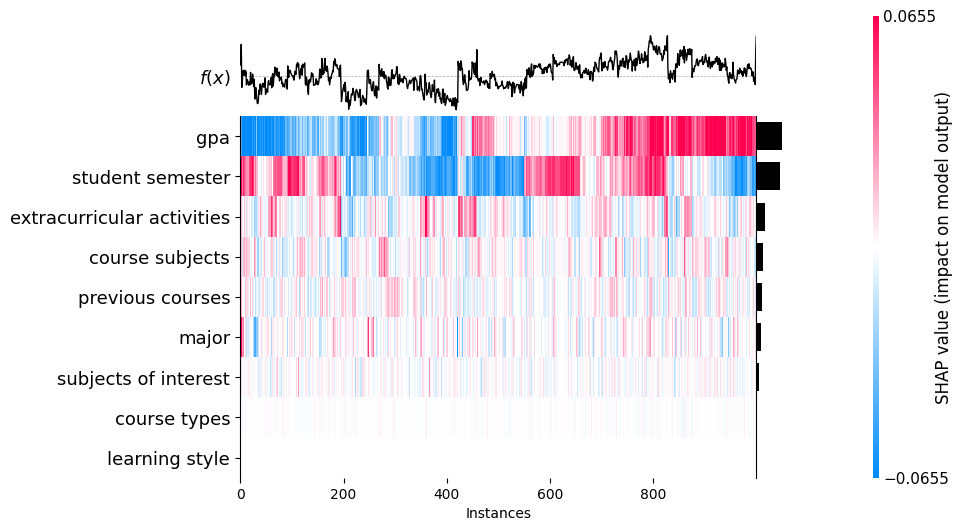 0.0655
f(x)
gpa
student semester
extracurricular activities
course subjects
previous courses
major
subjects of interest
course types
learning style
0 200 400 600 800
Instances
−0.0655
SHAP value (impact on model output)